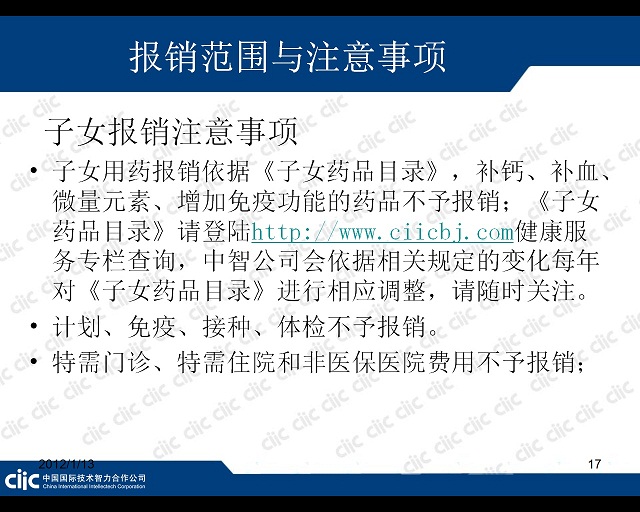 报销范围与注意事项
子女报销注意事项
• 子女用药报销依据《子女药品目录》，补钙、补血、
微量元素、增加免疫功能的药品不予报销；《子女
药品目录》请登陆http://www.ciicbj.com健康服
务专栏查询，中智公司会依据相关规定的变化每年
对《子女药品目录》进行相应调整，请随时关注。
• 计划、免疫、接种、体检不予报销。
• 特需门诊、特需住院和非医保医院费用不予报销；
2012/1/13
17
ciic 中国国际技术智力合作公司
China International Intellectech Corporation